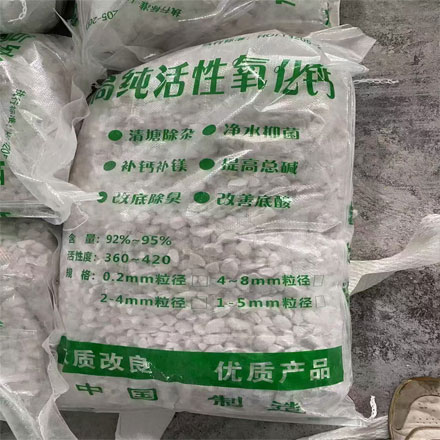 高纯活性氧化钙
清塘除杂 净水抑菌
补钙补镁 提高总碱
改底除臭 改善底酸
含 量：92%~95%
活性度：360~420
规 格：0.2mm粒径□ 4~8mm粒径□
2-4mm粒径□ 1-5mm粒径□
质改良 优质产品
中国制造